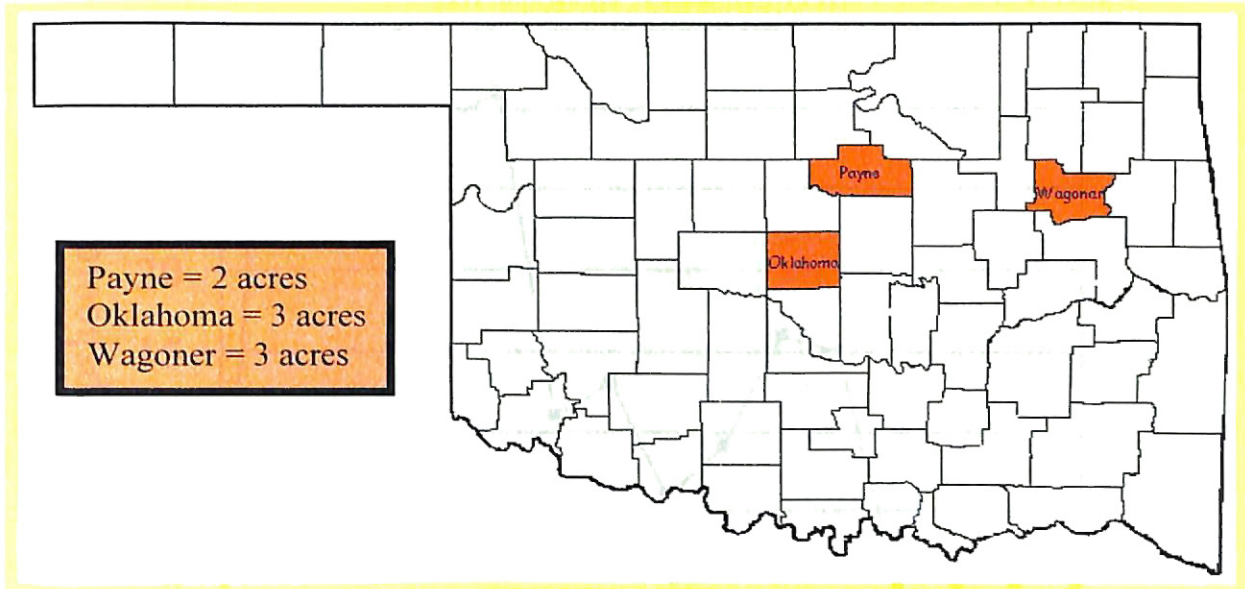 Payne
Wagoner
Oklahoma
Payne = 2 acres
Oklahoma = 3 acres
Wagoner = 3 acres